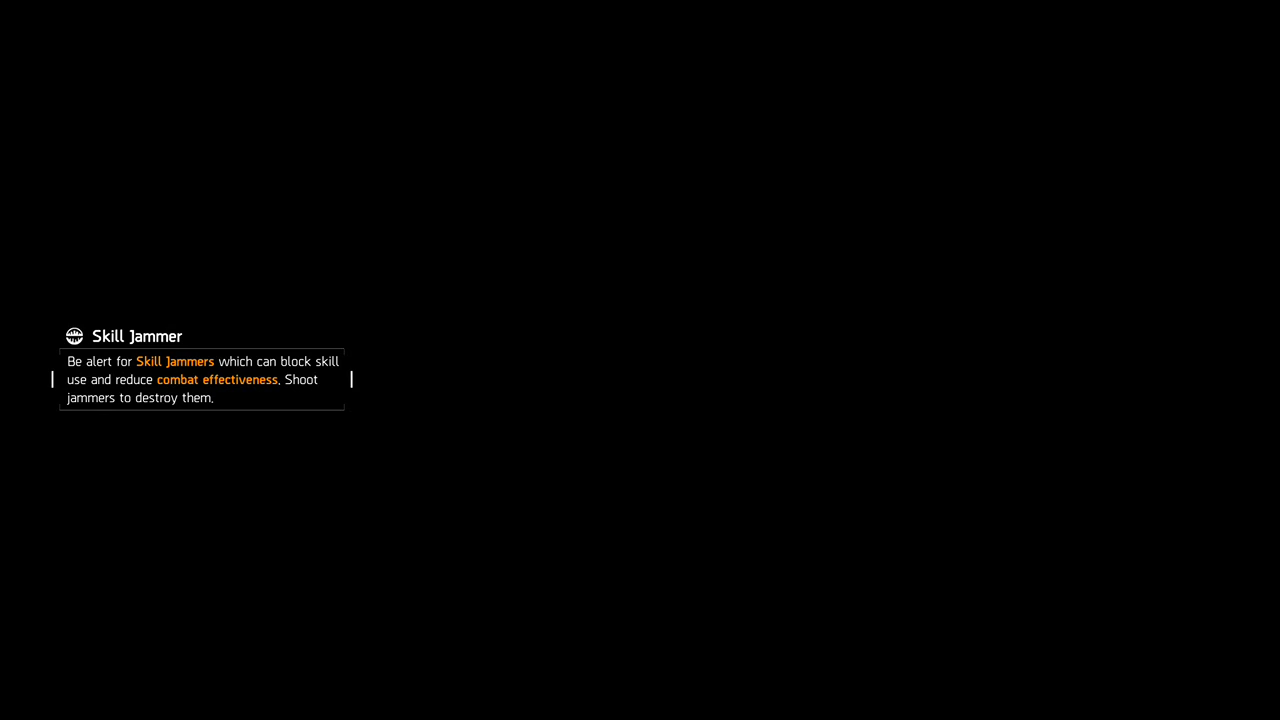 Skill Jammer
Be alert for Skill Jammers which can block skill
use and reduce combat effectiveness. Shoot
jammers to destroy them.